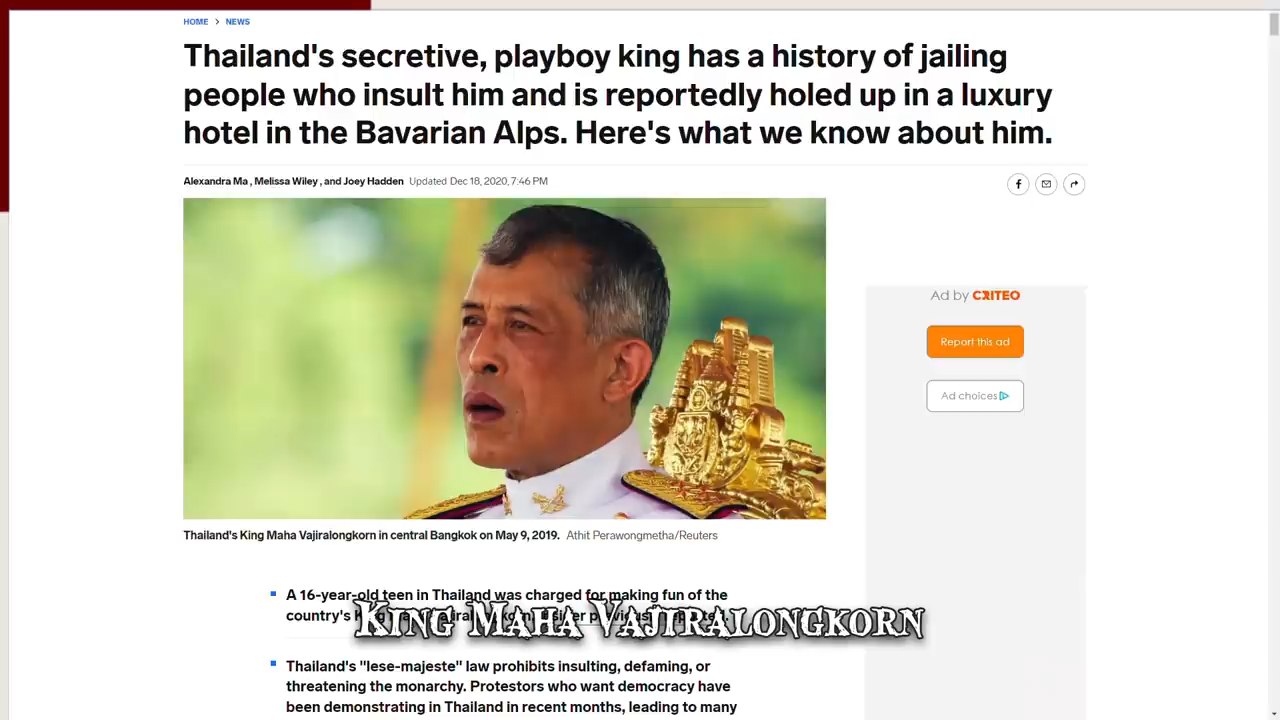 HOME > NEWS
Thailand's secretive, playboy king has a history of jailing
people who insult him and is reportedly holed up in a luxury
hotel in the Bavarian Alps. Here's what we know about him.
Alexandra Ma , Melissa Wiley , and Joey Hadden Updated Dec 18, 2020, 7:46 PM
Ad by CRITEO
Report this ad
Ad choices
Thailand's King Maha Vajiralongkorn in central Bangkok on May 9, 2019. Athit Perawongmetha/Reuters
A 16-year-old teen in Thailand was charged for making fun of the
country's
King Maha Vajiralongkorn
Thailand's "lese-majeste" law prohibits insulting, defaming, or
threatening the monarchy. Protestors who want democracy have
been demonstrating in Thailand in recent months, leading to many